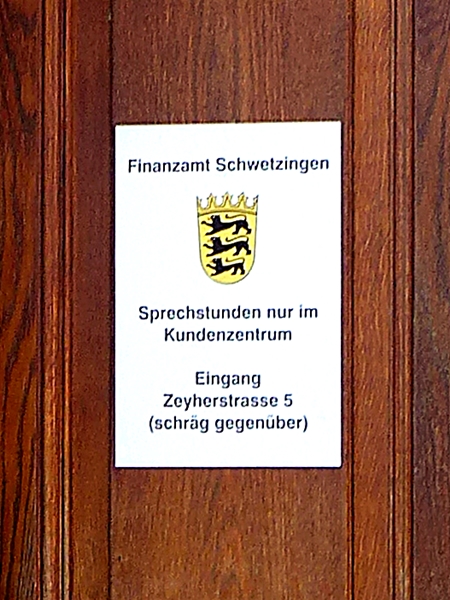 Finanzamt Schwetzingen
Sprechstunden nur im
Kundenzentrum
Eingang
Zeyherstrasse 5
(schräg gegenüber)